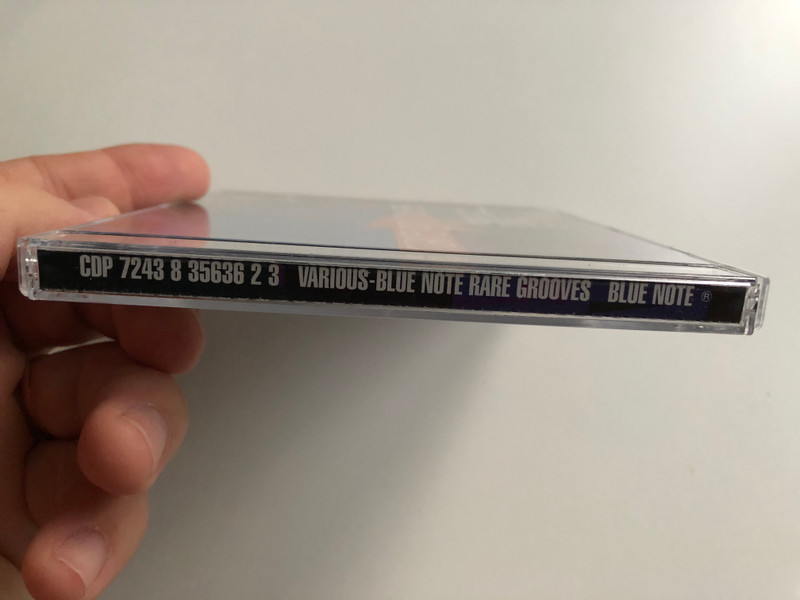 CDP 7243 8 35636 2 3 VARIOUS-BLUE NOTE RARE GROOVES BLUE NOTE ®